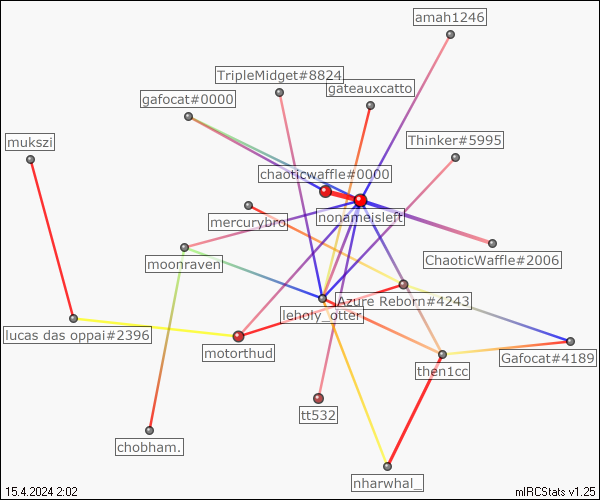 amah1246
TripleMidget#8824
gateauxcatto
gafocat#0000
mukszi
Thinker#5995
chaoticwaffle#0000
mercurybro
nonameisleft
moonraven
ChaoticWaffle#2006
leholy_otter
Azure Reborn#4243
lucas das oppai#2396
motorthud
Gafocat#4189
then1cc
tt532
chobham.
nharwhal_
15.4.2024 2:02
mIRCStats v1.25